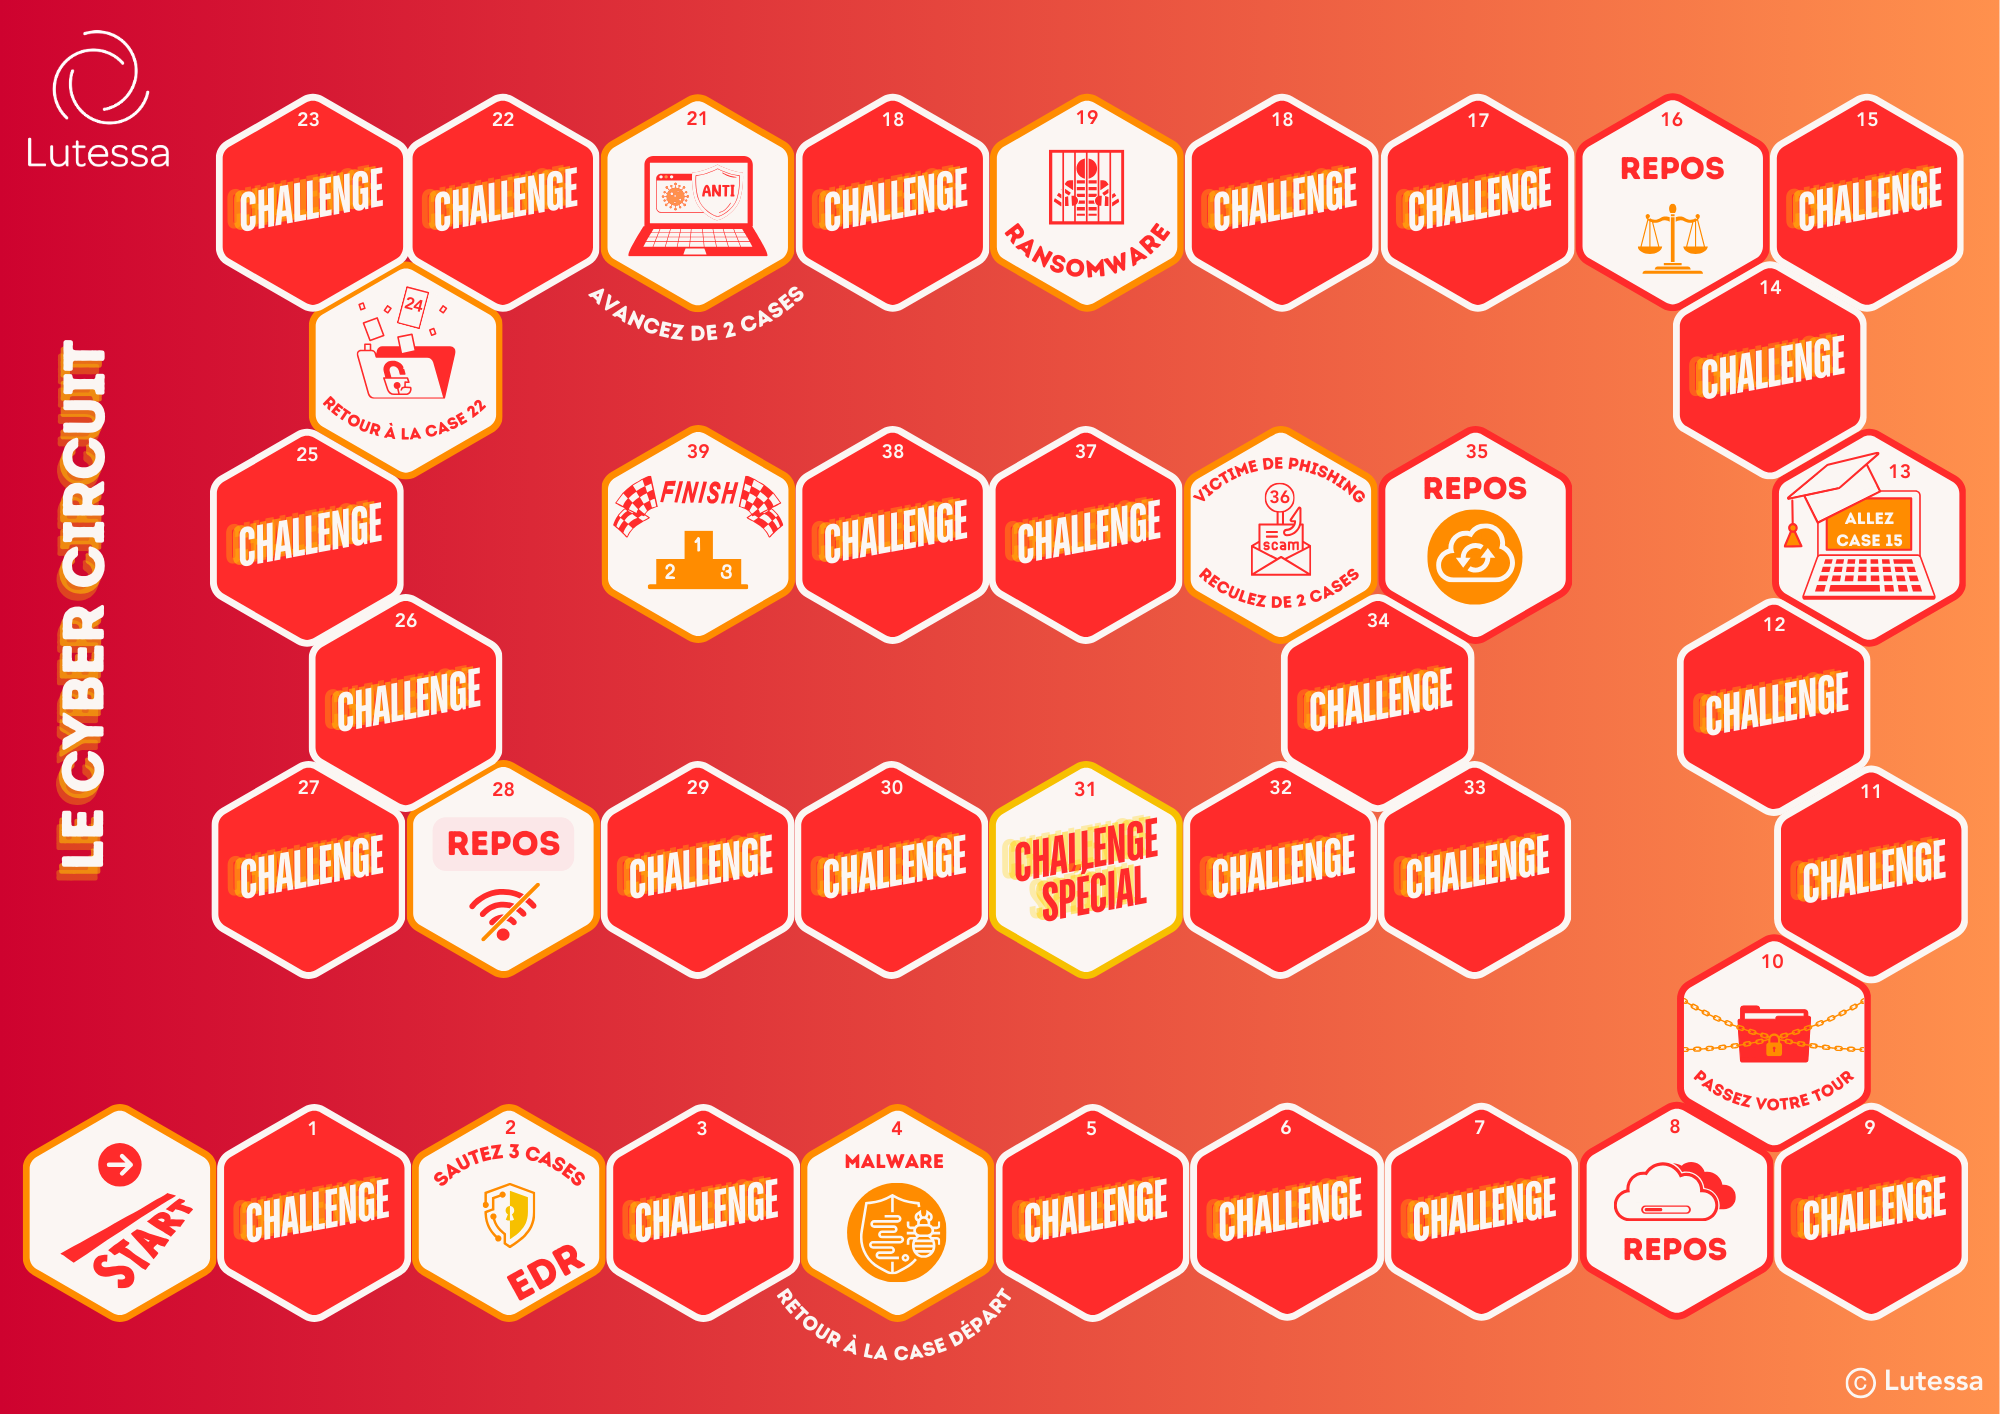 Lutessa
LE CYBER CIRCUIT
23
CHALLENGE
22
CHALLENGE
21
ANTI
AVANCEZ DE 2 CASES
18
CHALLENGE
19
RANSOMWARE
18
CHALLENGE
17
CHALLENGE
16
REPOS
15
CHALLENGE
24
RETOUR À LA CASE 22
14
CHALLENGE
25
CHALLENGE
39
FINISH
1
2
3
38
CHALLENGE
37
CHALLENGE
VICTIME DE PHISHING
36
scam
RECULEZ DE 2 CASES
35
REPOS
13
ALLEZ
CASE 15
26
CHALLENGE
34
CHALLENGE
12
CHALLENGE
27
CHALLENGE
28
REPOS
29
CHALLENGE
30
CHALLENGE
31
CHALLENGE
SPÉCIAL
32
CHALLENGE
33
CHALLENGE
11
CHALLENGE
10
PASSEZ VOTRE TOUR
START
1
CHALLENGE
2
SAUTEZ 3 CASES
EDR
3
CHALLENGE
4
MALWARE
RETOUR À LA CASE DÉPART
5
CHALLENGE
6
CHALLENGE
7
CHALLENGE
8
REPOS
9
CHALLENGE
© Lutessa